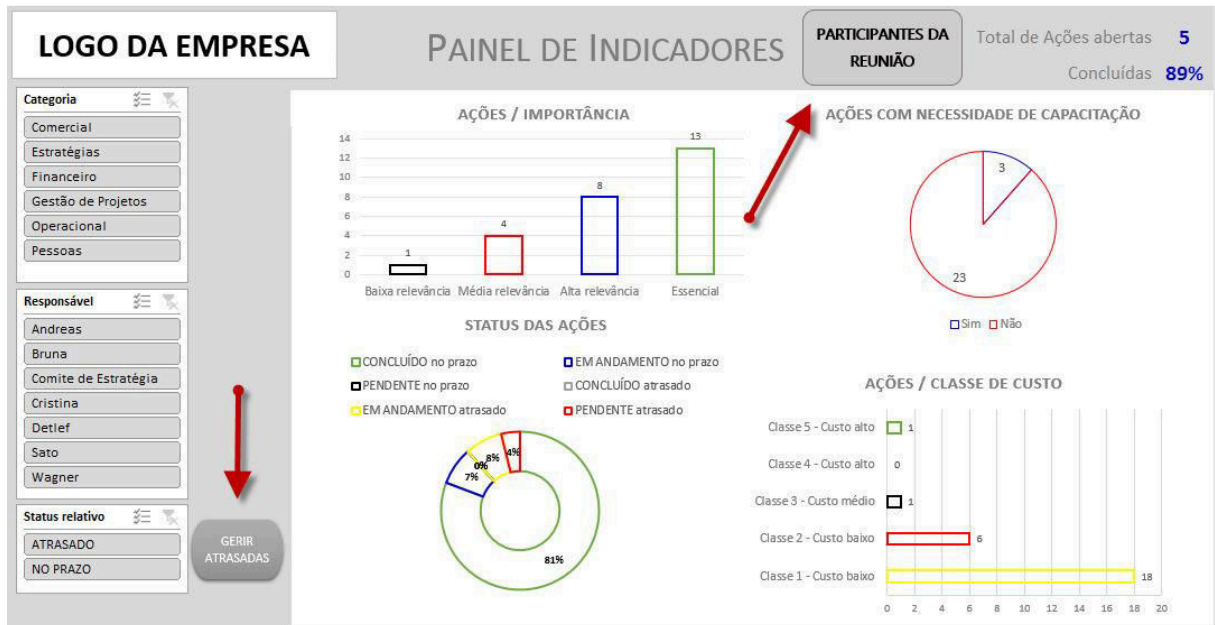 LOGO DA EMPRESA
PAINEL DE INDICADORES
PARTICIPANTES DA
REUNIÃO
Total de Ações abertas 5
Concluídas 89%
Categoria
Comercial
Estratégias
Financeiro
Gestão de Projetos
Operacional
Pessoas
Responsável
Andreas
Bruna
Comite de Estratégia
Cristina
Detlef
Sato
Wagner
Status relativo
ATRASADO
NO PRAZO
GERIR
ATRASADAS
AÇÕES / IMPORTÂNCIA
14
12
10
8
6
4
2
0
1
4
8
13
Baixa relevância Média relevância Alta relevância Essencial
STATUS DAS AÇÕES
CONCLUÍDO no prazo EM ANDAMENTO no prazo
PENDENTE no prazo CONCLUÍDO atrasado
EM ANDAMENTO atrasado PENDENTE atrasado
7%
0%
8%
4%
81%
AÇÕES COM NECESSIDADE DE CAPACITAÇÃO
3
23
Sim Não
AÇÕES / CLASSE DE CUSTO
Classe 5 - Custo alto 1
Classe 4 - Custo alto 0
Classe 3 - Custo médio 1
Classe 2 - Custo baixo 6
Classe 1 - Custo baixo 18
0 2 4 6 8 10 12 14 16 18 20